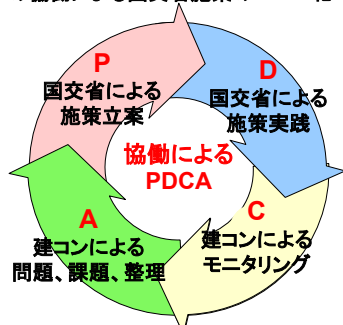 P
国交省による
施策立案
D
国交省による
施策実践
協働による
PDCA
C
建コンによる
モニタリング
A
建コンによる
問題、課題、整理